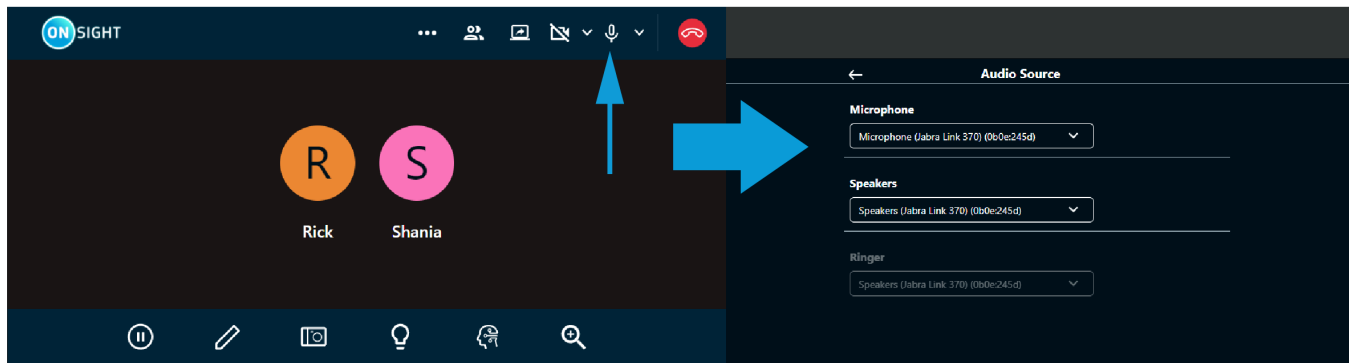 ONSIGHT
R S
Rick Shania
Audio Source
Microphone
Microphone (Jabra Link 370) (0b0e:245d)
Speakers
Speakers (Jabra Link 370) (0b0e:245d)
Ringer
Speakers (Jabra Link 370) (0b0e:245d)